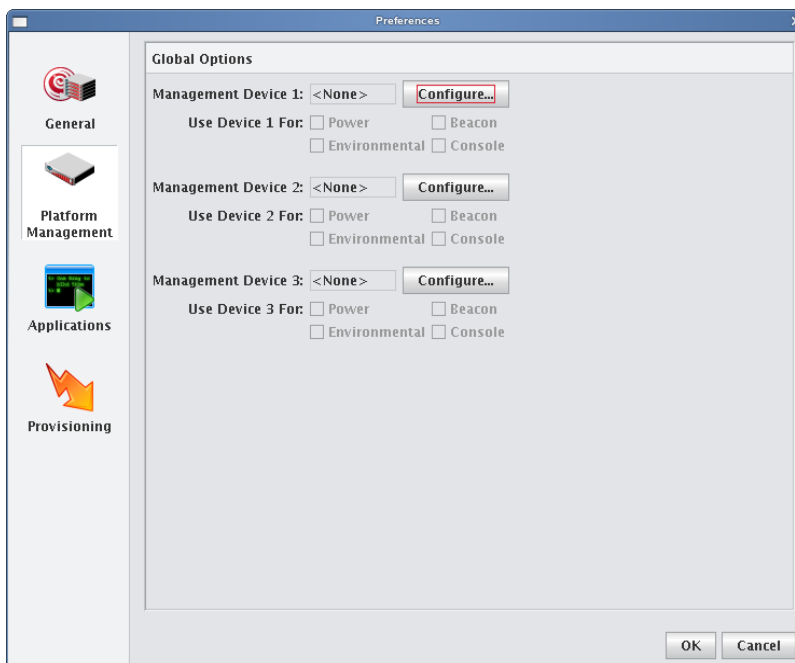 Preferences
General
Platform
Management
Applications
Provisioning
Global Options
Management Device 1: <None> Configure...
Use Device 1 For: Power Beacon
Environmental Console
Management Device 2: <None> Configure...
Use Device 2 For: Power Beacon
Environmental Console
Management Device 3: <None> Configure...
Use Device 3 For: Power Beacon
Environmental Console
OK Cancel